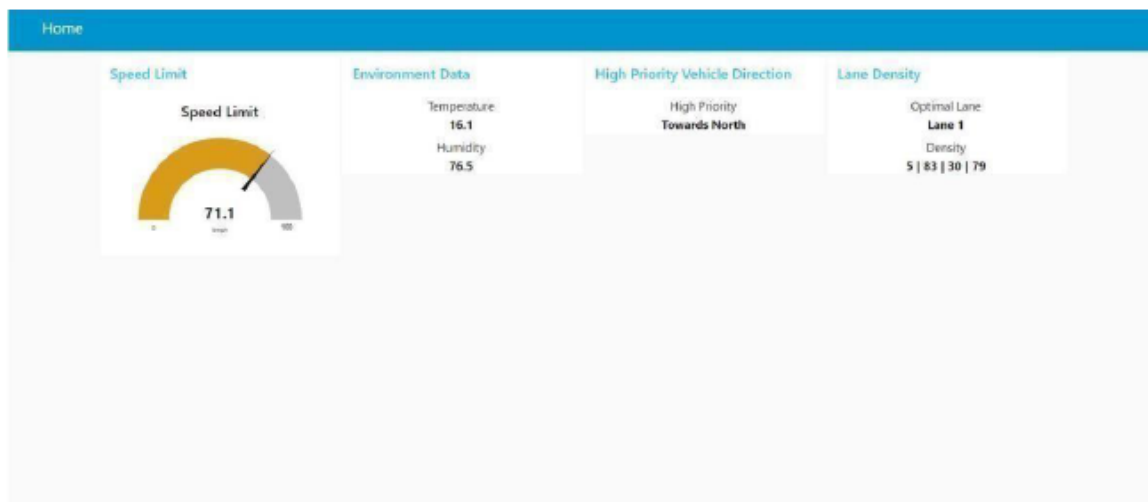 Home
Speed Limit
Speed Limit
71.1
0
Environment Data
Temperature
16.1
Humidity
76.5
High Priority Vehicle Direction
High Priority
Towards North
Lane Density
Optimal Lane
Lane 1
Density
5 | 83 | 30 | 79